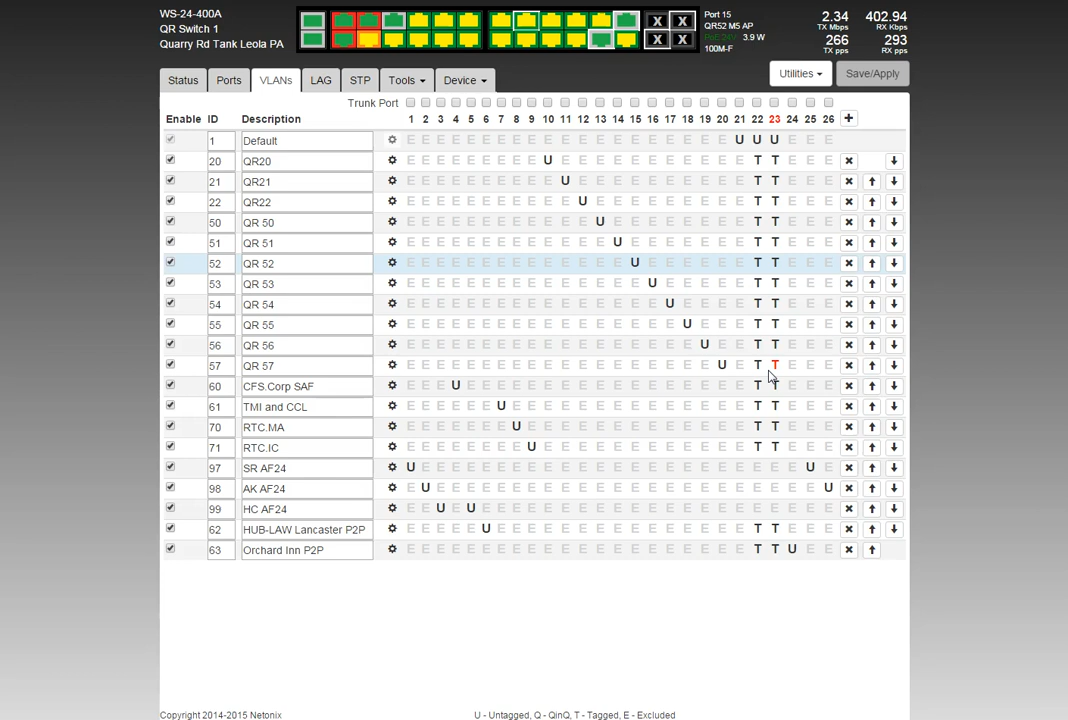 WS-24-400A
QR Switch 1
Quarry Rd Tank Leola PA
X X
X X
Port 15
QR52 M5 AP
PoE: 24V 3.9 W
100M-F
2.34 402.94
TX Mbps RX Kbps
266 293
TX pps RX pps
Status Ports VLANs LAG STP Tools Device Utilities Save/Apply
Trunk Port
Enable ID Description 1 2 3 4 5 6 7 8 9 10 11 12 13 14 15 16 17 18 19 20 21 22 23 24 25 26
1 Default E E E E E E E E E E E E E E E E E E E E U U U E E E
20 QR20 E E E E E E E E E U E E E E E E E E E E E T T E E E
21 QR21 E E E E E E E E E E U E E E E E E E E E E T T E E E
22 QR22 E E E E E E E E E E E U E E E E E E E E E T T E E E
50 QR 50 E E E E E E E E E E E E U E E E E E E E E T T E E E
51 QR 51 E E E E E E E E E E E E E U E E E E E E E T T E E E
52 QR 52 E E E E E E E E E E E E E E U E E E E E E T T E E E
53 QR 53 E E E E E E E E E E E E E E E U E E E E E T T E E E
54 QR 54 E E E E E E E E E E E E E E E E U E E E E T T E E E
55 QR 55 E E E E E E E E E E E E E E E E E U E E E T T E E E
56 QR 56 E E E E E E E E E E E E E E E E E E U E E T T E E E
57 QR 57 E E E E E E E E E E E E E E E E E E E U E T T E E E
60 CFS.Corp SAF E E E U E E E E E E E E E E E E E E E E E T T E E E
61 TMI and CCL E E E E E E U E E E E E E E E E E E E E E T T E E E
70 RTC.MA E E E E E E E U E E E E E E E E E E E E E T T E E E
71 RTC.IC E E E E E E E E U E E E E E E E E E E E E T T E E E
97 SR AF24 U E E E E E E E E E E E E E E E E E E E E E E E U E
98 AK AF24 E U E E E E E E E E E E E E E E E E E E E E E E E U
99 HC AF24 E E U E U E E E E E E E E E E E E E E E E E E E E E
62 HUB-LAW Lancaster P2P E E E E E U E E E E E E E E E E E E E E E T T E E E
63 Orchard Inn P2P E E E E E E E E E E E E E E E E E E E E E T T U E E
Copyright 2014-2015 Netonix
U - Untagged, Q - QinQ, T - Tagged, E - Excluded